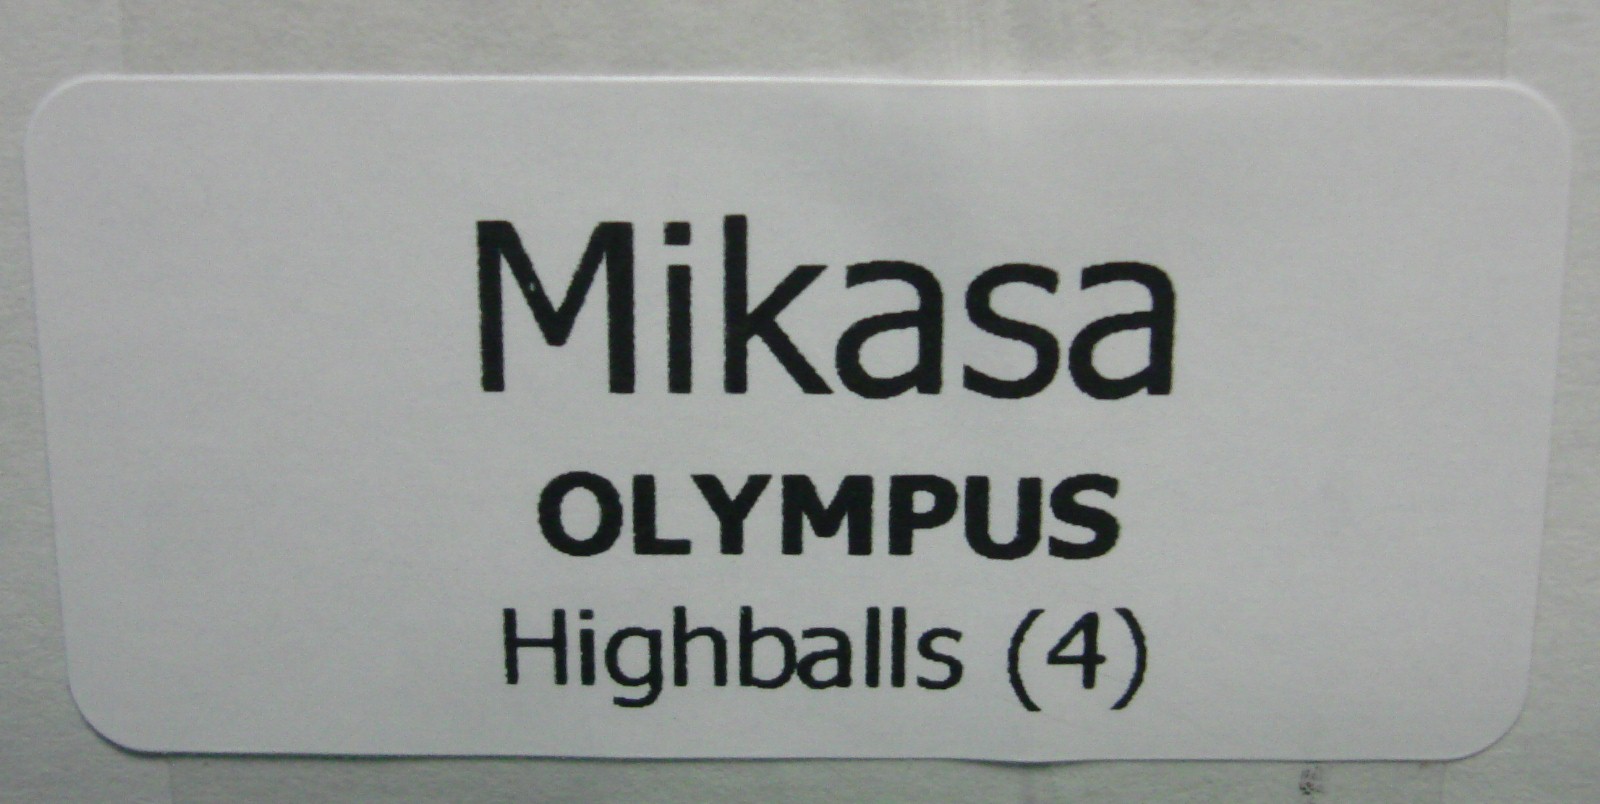 Mikasa
OLYMPUS
Highballs (4)